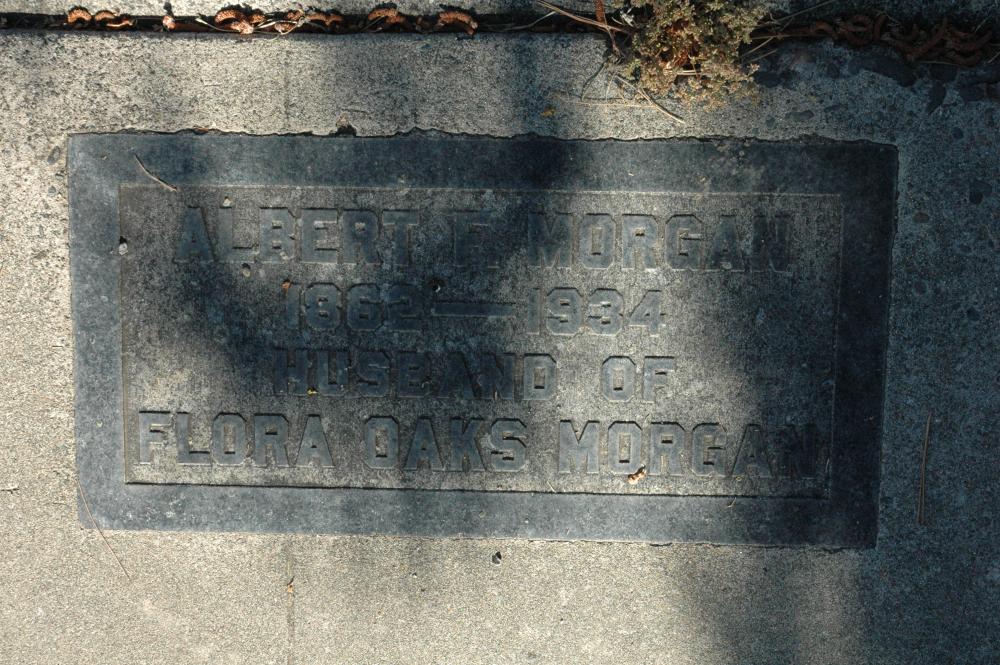 ALBERT F. MORGAN
1862—1934
HUSBAND OF
FLORA OAKS MORGAN